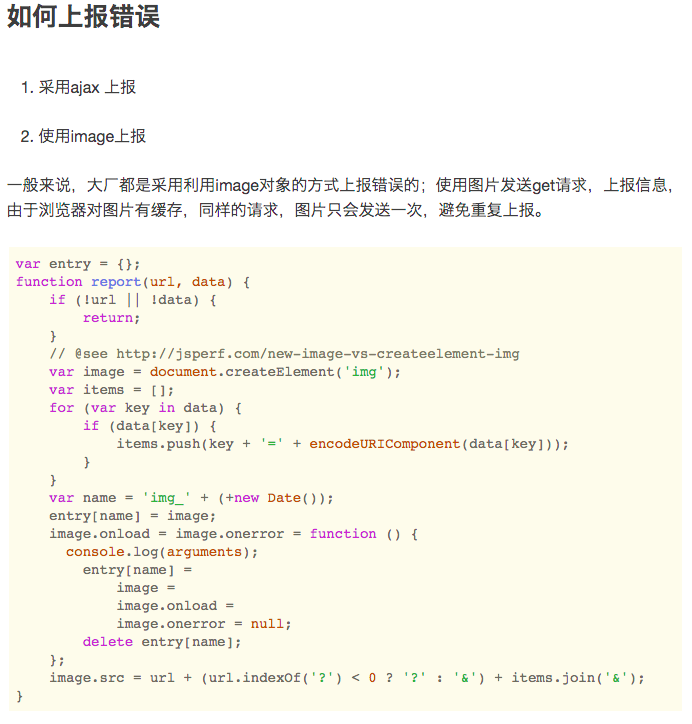 如何上报错误
1. 采用ajax 上报
2. 使用image上报
一般来说，大厂都是采用利用image对象的方式上报错误的；使用图片发送get请求，上报信息，
由于浏览器对图片有缓存，同样的请求，图片只会发送一次，避免重复上报。
var entry = {};
function report(url, data) {
    if (!url || !data) {
        return;
    }
    // @see http://jsperf.com/new-image-vs-createelement-img
    var image = document.createElement('img');
    var items = [];
    for (var key in data) {
        if (data[key]) {
            items.push(key + '=' + encodeURIComponent(data[key]));
        }
    }
    var name = 'img_' + (+new Date());
    entry[name] = image;
    image.onload = image.onerror = function () {
      console.log(arguments);
        entry[name] =
            image =
            image.onload =
            image.onerror = null;
        delete entry[name];
    };
    image.src = url + (url.indexOf('?') < 0 ? '?' : '&') + items.join('&');
}